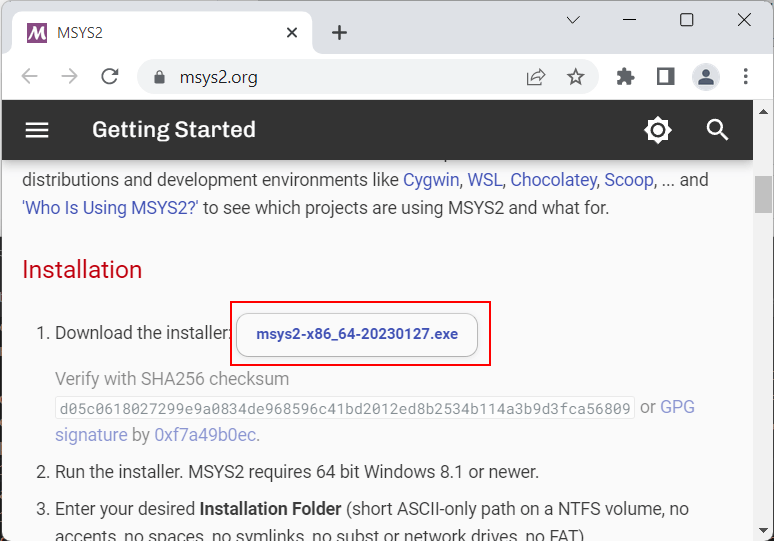 MSYS2
msys2.org
Getting Started
distributions and development environments like Cygwin, WSL, Chocolatey, Scoop, ... and
'Who Is Using MSYS2?' to see which projects are using MSYS2 and what for.
Installation
1. Download the installer: msys2-x86_64-20230127.exe
Verify with SHA256 checksum
d05c0618027299e9a0834de968596c41bd2012ed8b2534b114a3b9d3fca56809 or GPG
signature by 0xf7a49b0ec.
2. Run the installer. MSYS2 requires 64 bit Windows 8.1 or newer.
3. Enter your desired Installation Folder (short ASCII-only path on a NTFS volume, no
accents, no spaces, no symlinks, no subst or network drives, no FAT)